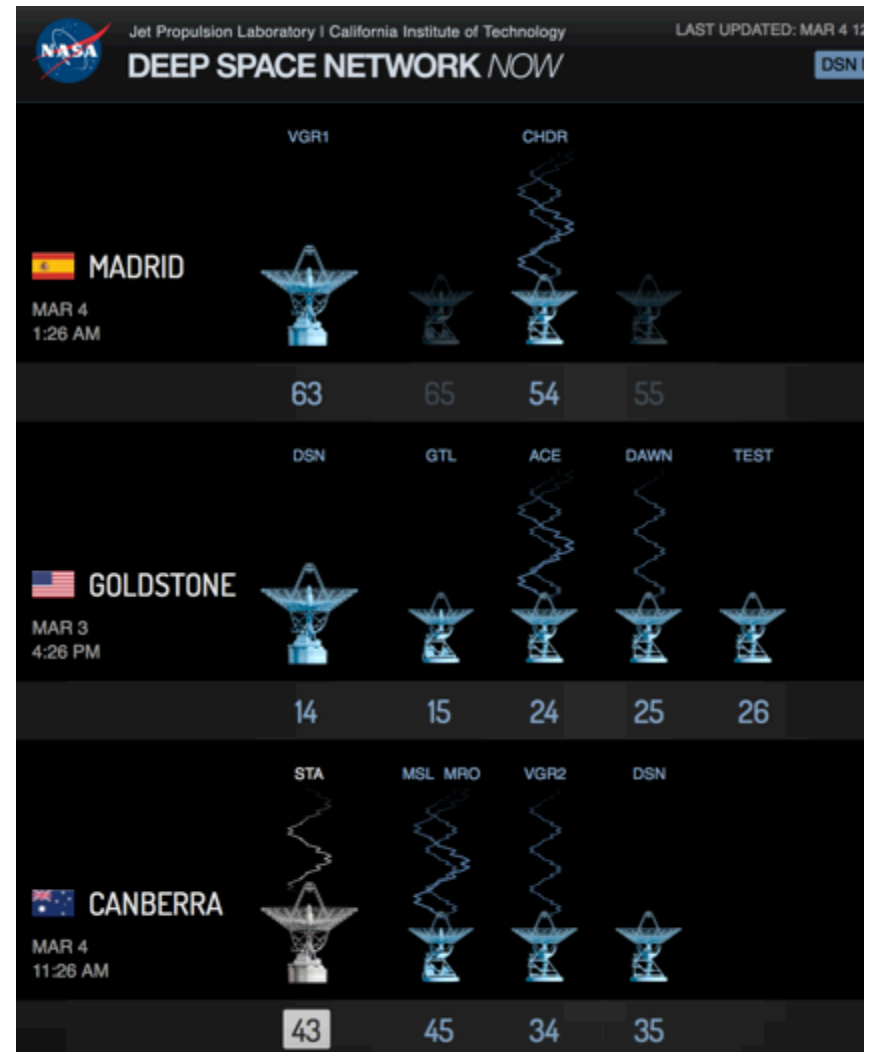 NASA
Jet Propulsion Laboratory | California Institute of Technology
LAST UPDATED: MAR 4 12
DEEP SPACE NETWORK NOW
DSN
VGR1 CHDR
MADRID
MAR 4
1:26 AM
63 65 54 55
DSN GTL ACE DAWN TEST
GOLDSTONE
MAR 3
4:26 PM
14 15 24 25 26
STA MSL MRO VGR2 DSN
CANBERRA
MAR 4
11:26 AM
43 45 34 35